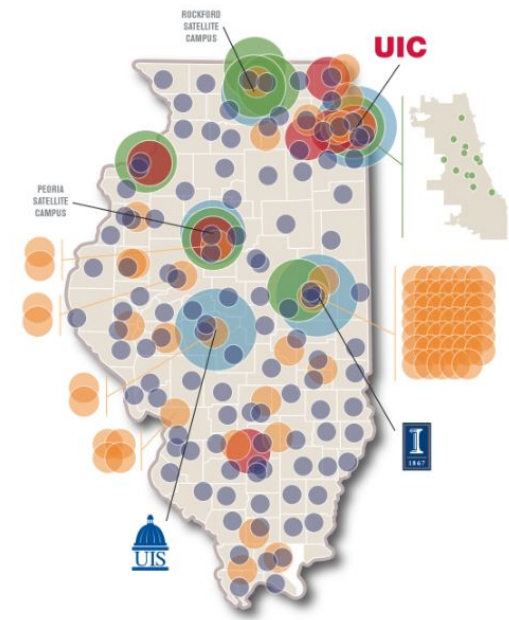 ROCKFORD
SATELLITE
CAMPUS
UIC
PEORIA
SATELLITE
CAMPUS
I
1867
UIS